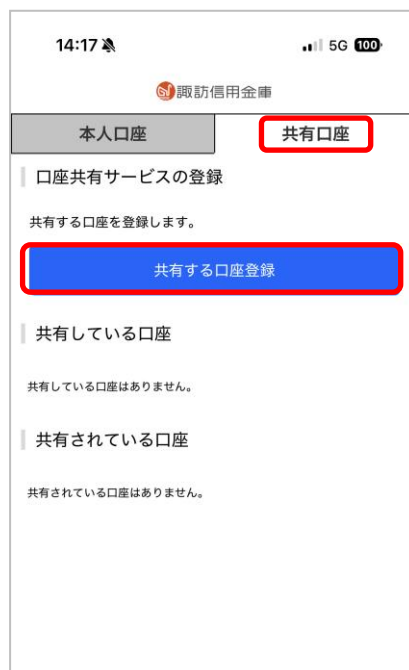 14:17
5G 100
諏訪信用金庫
本人口座
共有口座
口座共有サービスの登録
共有する口座を登録します。
共有する口座登録
共有している口座
共有している口座はありません。
共有されている口座
共有されている口座はありません。